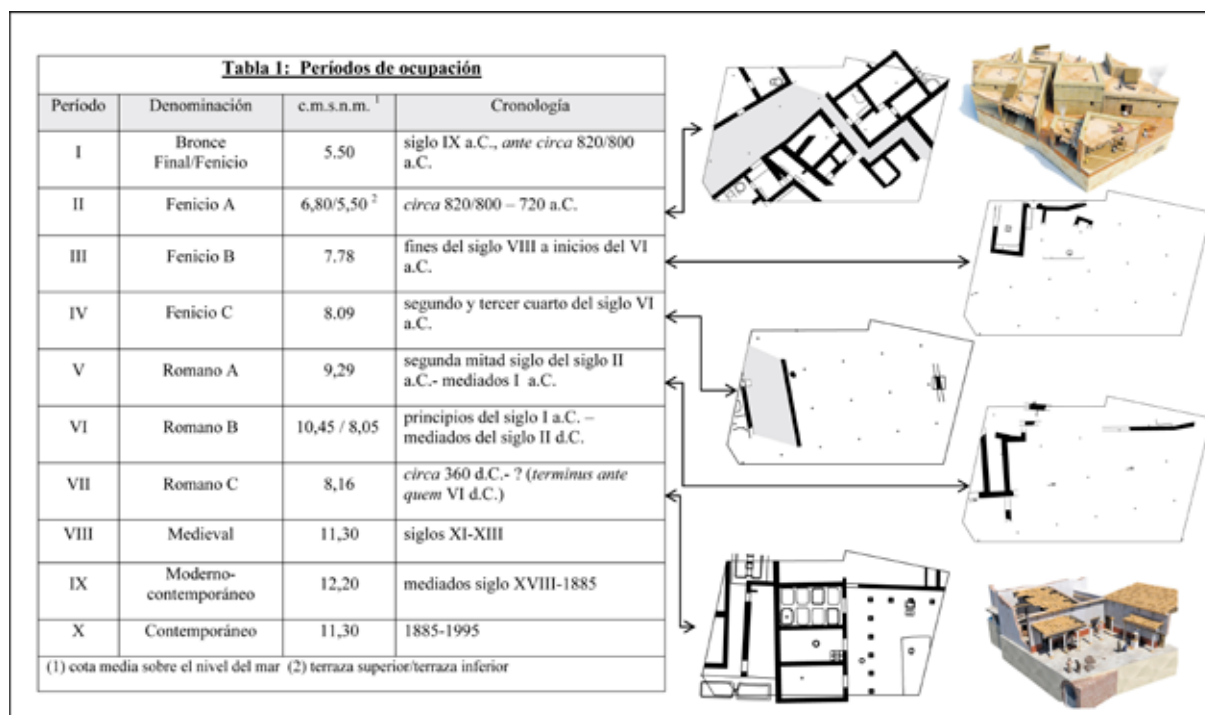 Tabla 1: Períodos de ocupación
Período Denominación c.m.s.n.m. 1 Cronología
I Bronce Final/Fenicio 5.50 siglo IX a.C., ante circa 820/800 a.C.
II Fenicio A 6,80/5,50 2 circa 820/800 – 720 a.C.
III Fenicio B 7.78 fines del siglo VIII a inicios del VI a.C.
IV Fenicio C 8.09 segundo y tercer cuarto del siglo VI a.C.
V Romano A 9,29 segunda mitad siglo del siglo II a.C.- mediados I a.C.
VI Romano B 10,45 / 8,05 principios del siglo I a.C. – mediados del siglo II d.C.
VII Romano C 8,16 circa 360 d.C.- ? (terminus ante quem VI d.C.)
VIII Medieval 11,30 siglos XI-XIII
IX Moderno-contemporáneo 12,20 mediados siglo XVIII-1885
X Contemporáneo 11,30 1885-1995
(1) cota media sobre el nivel del mar (2) terraza superior/terraza inferior